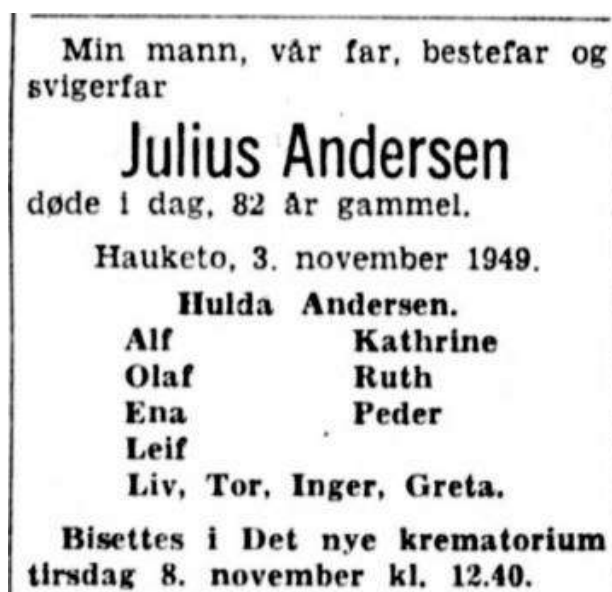 Min mann, vår far, bestefar og
svigerfar
Julius Andersen
døde i dag, 82 år gammel.
Hauketo, 3. november 1949.
Hulda Andersen.
Alf Kathrine
Olaf Ruth
Ena Peder
Leif
Liv, Tor, Inger, Greta.
Bisettes i Det nye krematorium
tirsdag 8. november kl. 12.40.